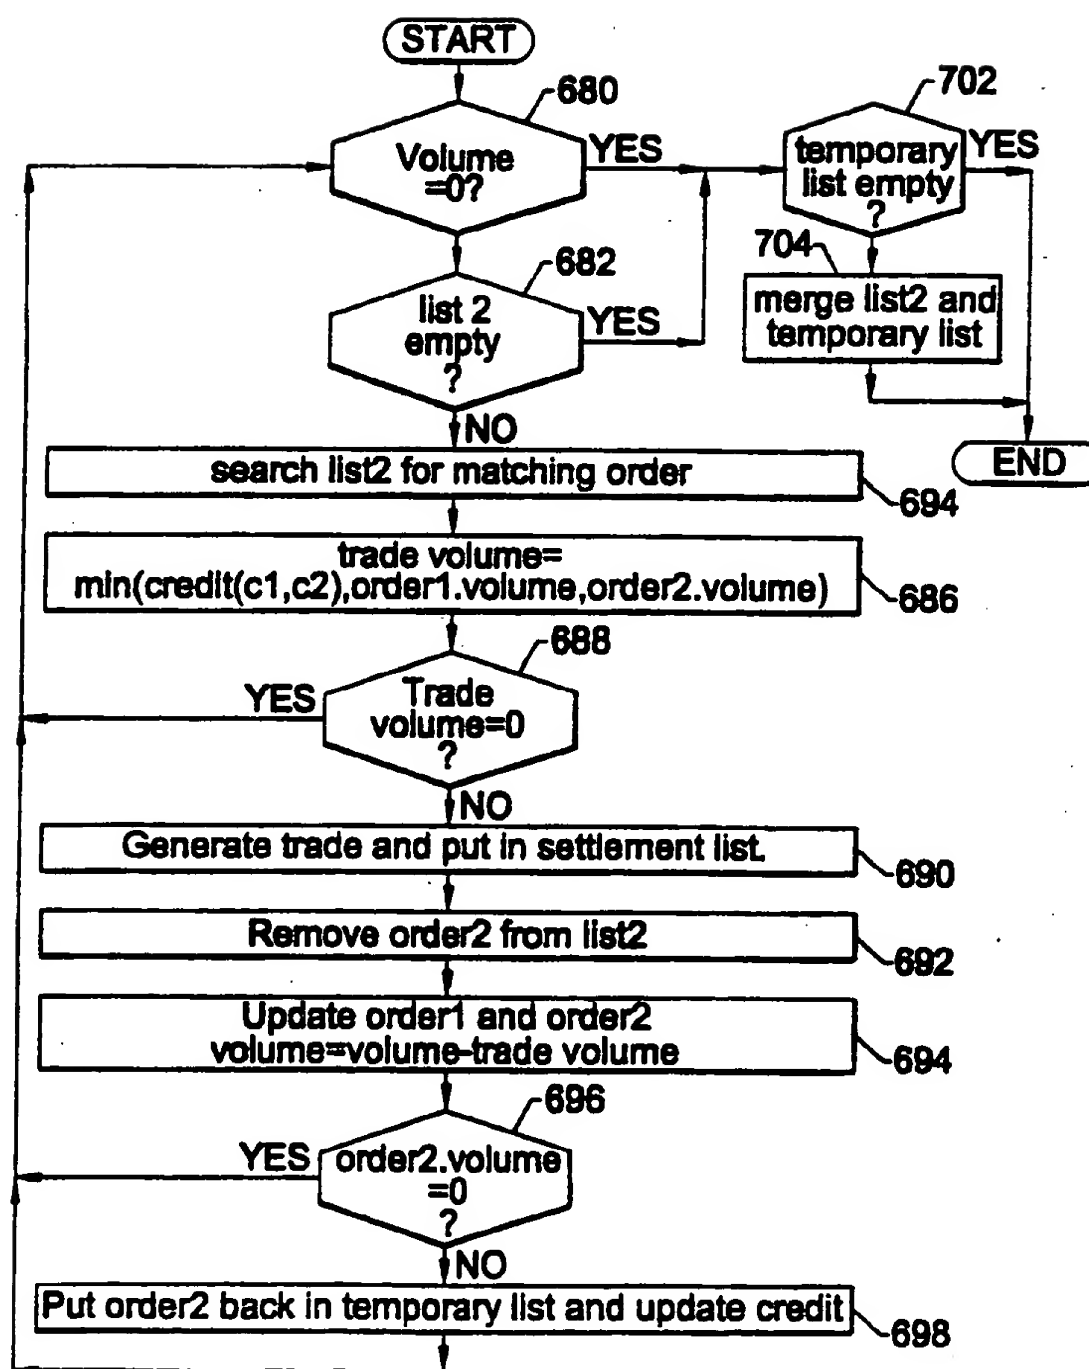 START
680
Volume
=0?
YES
702
temporary
list empty
?
YES
682
list 2
empty
?
YES
704
merge list2 and
temporary list
NO
END
search list2 for matching order
694
trade volume=
min(credit(c1,c2),order1.volume,order2.volume)
686
688
Trade
volume=0
?
YES
NO
Generate trade and put in settlement list.
690
Remove order2 from list2
692
Update order1 and order2
volume=volume-trade volume
694
696
YES
order2.volume
=0
?
NO
Put order2 back in temporary list and update credit
698